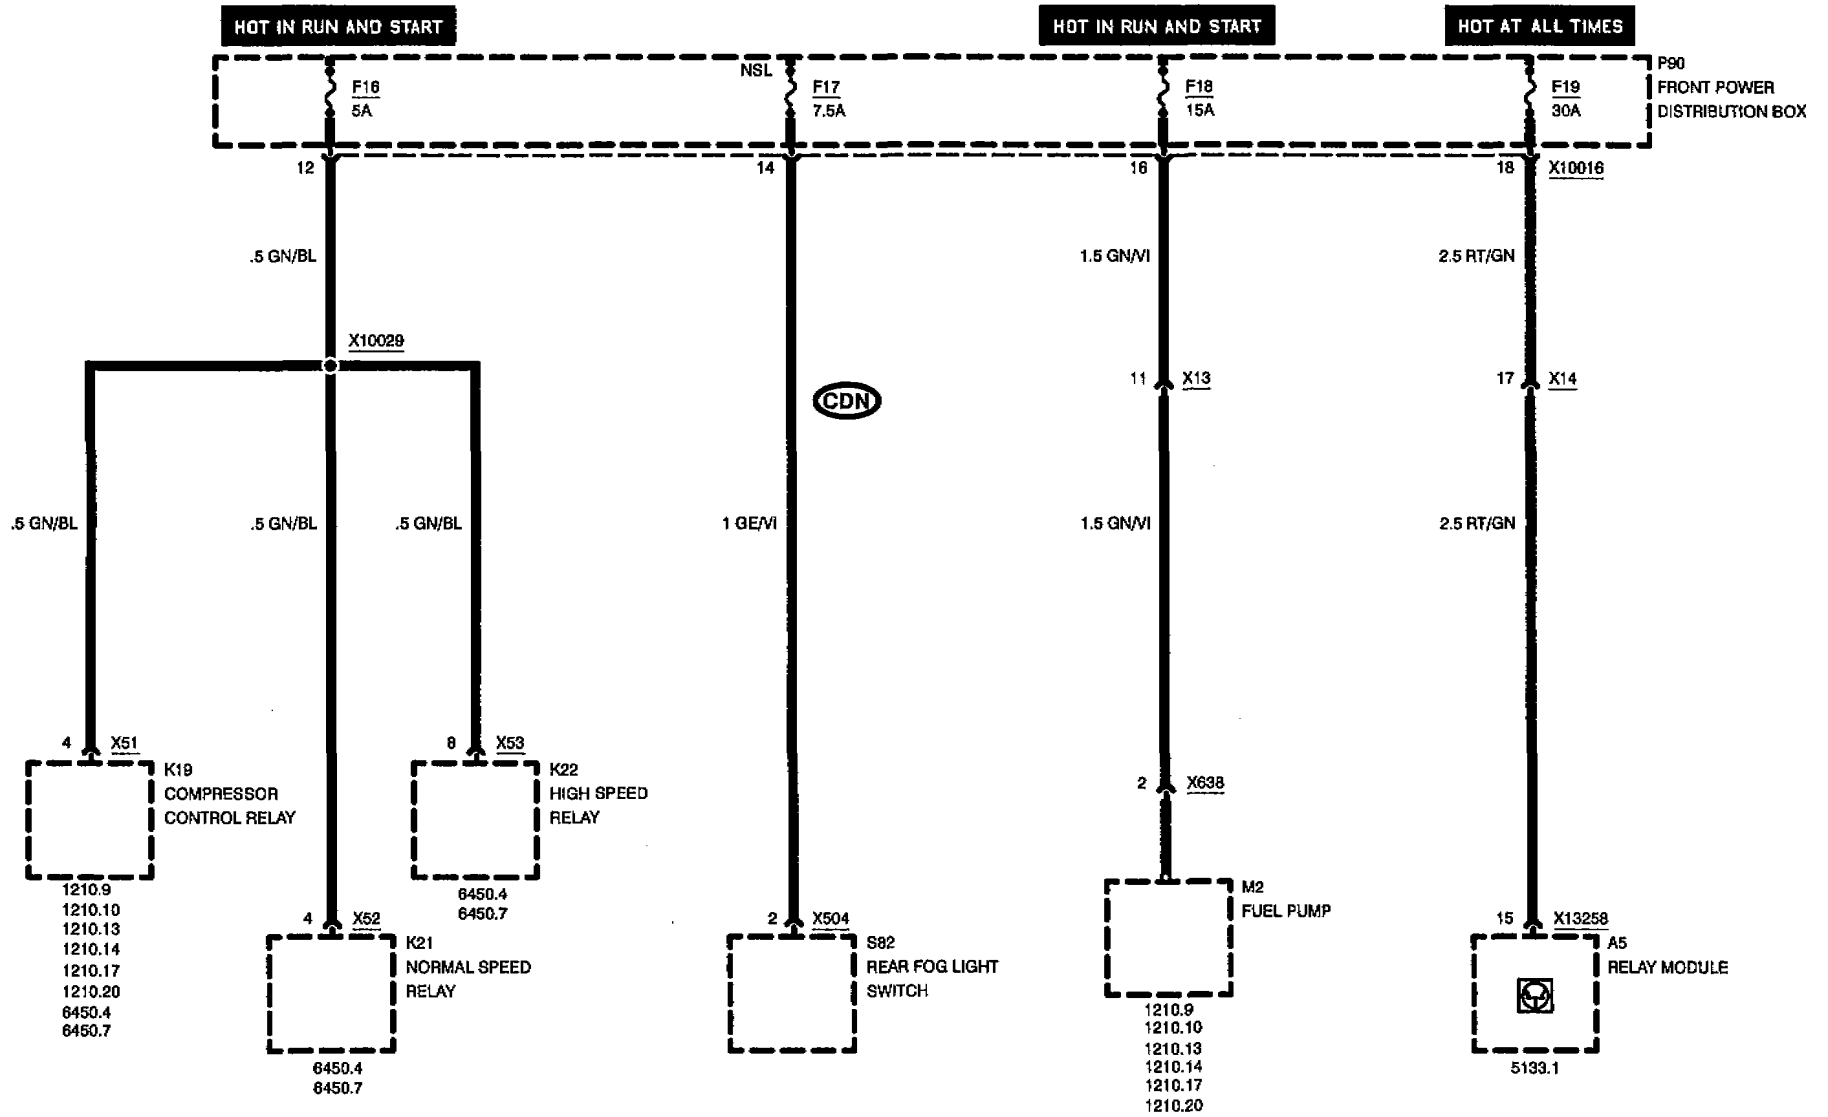 HOT IN RUN AND START
HOT IN RUN AND START
HOT AT ALL TIMES
NSL
F16
5A
F17
7.5A
F18
15A
F19
30A
P90
FRONT POWER
DISTRIBUTION BOX
12
14
16
18
X10016
.5 GN/BL
1.5 GN/VI
2.5 RT/GN
X10029
11
X13
17
X14
CDN
.5 GN/BL
.5 GN/BL
.5 GN/BL
1 GE/VI
1.5 GN/VI
2.5 RT/GN
4
X51
8
X53
K19
COMPRESSOR
CONTROL RELAY
K22
HIGH SPEED
RELAY
2
X638
1210.9
1210.10
1210.13
1210.14
1210.17
1210.20
6450.4
6450.7
6450.4
6450.7
M2
FUEL PUMP
4
X52
2
X504
15
X13258
K21
NORMAL SPEED
RELAY
S82
REAR FOG LIGHT
SWITCH
A5
RELAY MODULE
1210.9
1210.10
1210.13
1210.14
1210.17
1210.20
6450.4
6450.7
5133.1